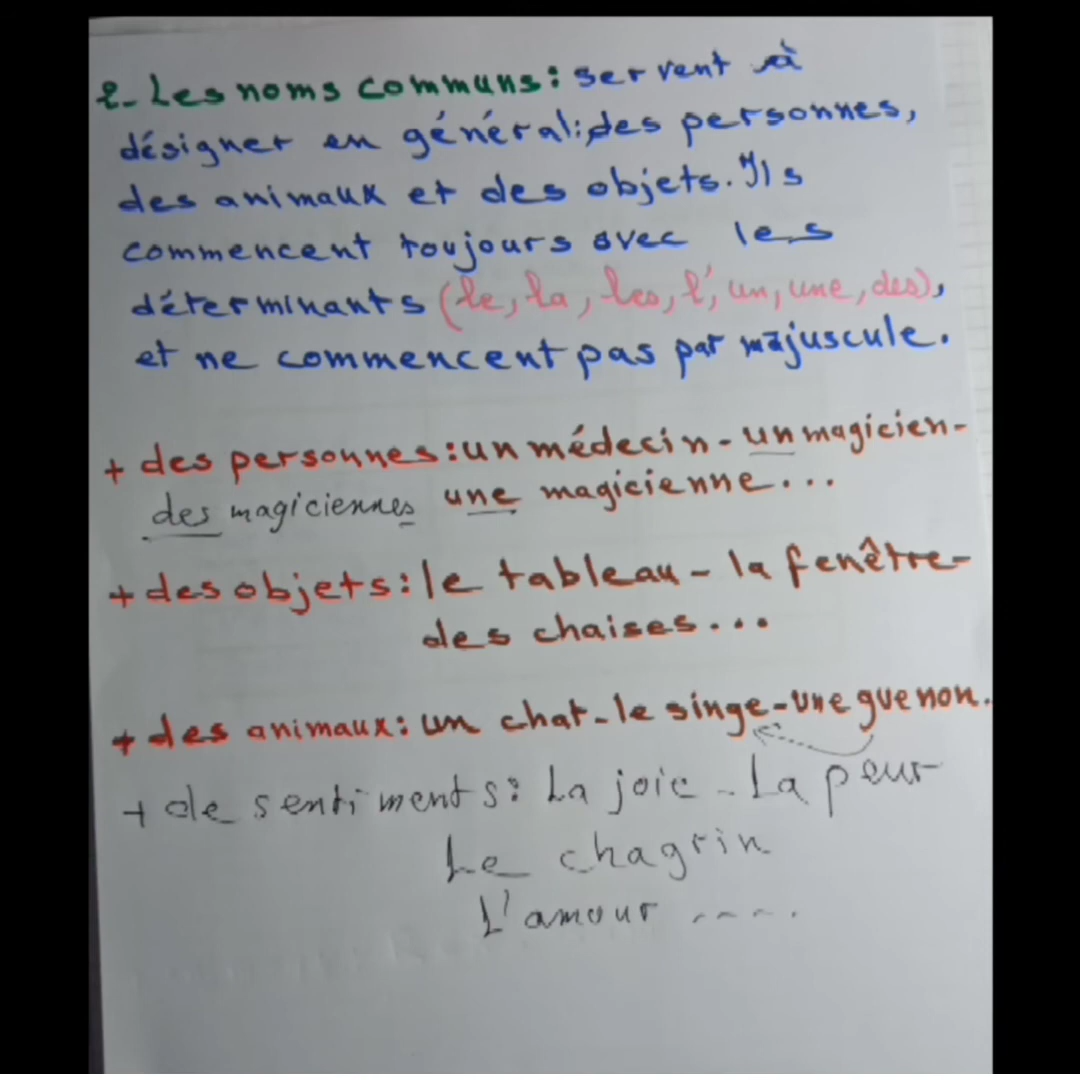 2- Les noms communs: servent à
désigner en général: des personnes,
des animaux et des objets. Ils
commencent toujours avec les
déterminants (le, la, les, l', un, une, des),
et ne commencent pas par majuscule.
+ des personnes: un médecin - un magicien -
des magiciennes une magicienne...
+ des objets: le tableau - la fenêtre -
des chaises...
+ des animaux: un chat - le singe - une guenon.
+ de sentiments: La joie - La peur
Le chagrin
L'amour ----.